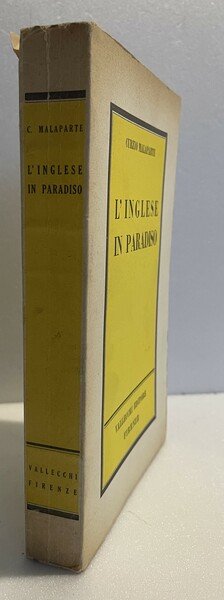 C. MALAPARTE
L'INGLESE
IN PARADISO
VALLECCHI
FIRENZE
CURZIO MALAPARTE
L'INGLESE
IN PARADISO
VALLECCHI EDITORE
FIRENZE